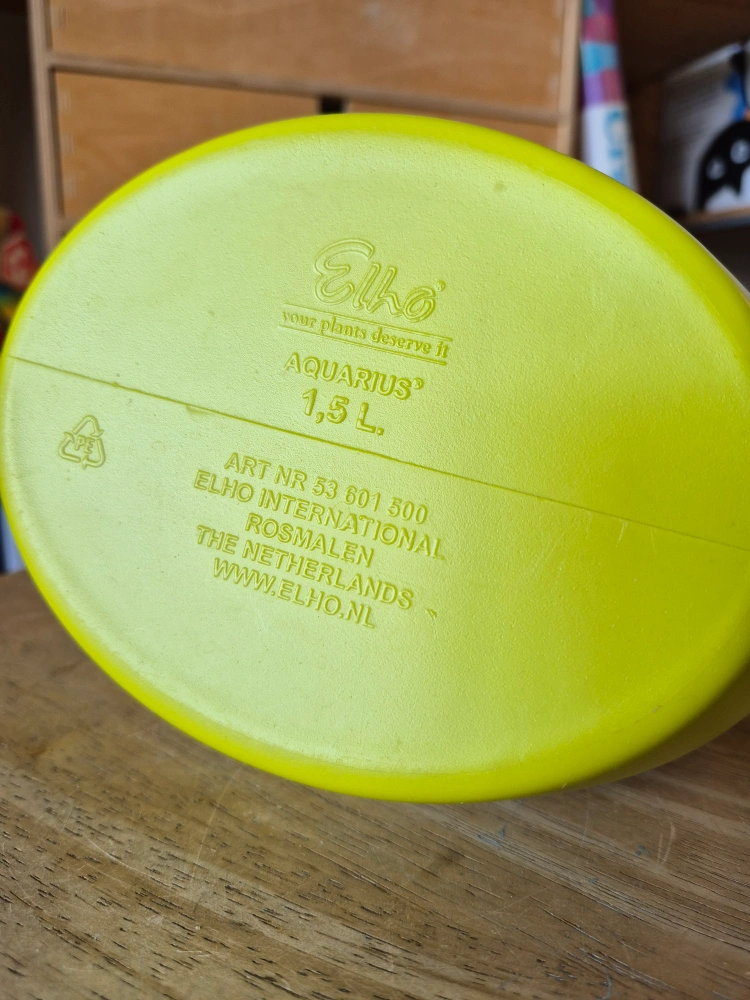 Elho®
your plants deserve it
AQUARIUS®
1,5 L.
PE
ART NR 53 601 500
ELHO INTERNATIONAL
ROSMALEN
THE NETHERLANDS
WWW.ELHO.NL